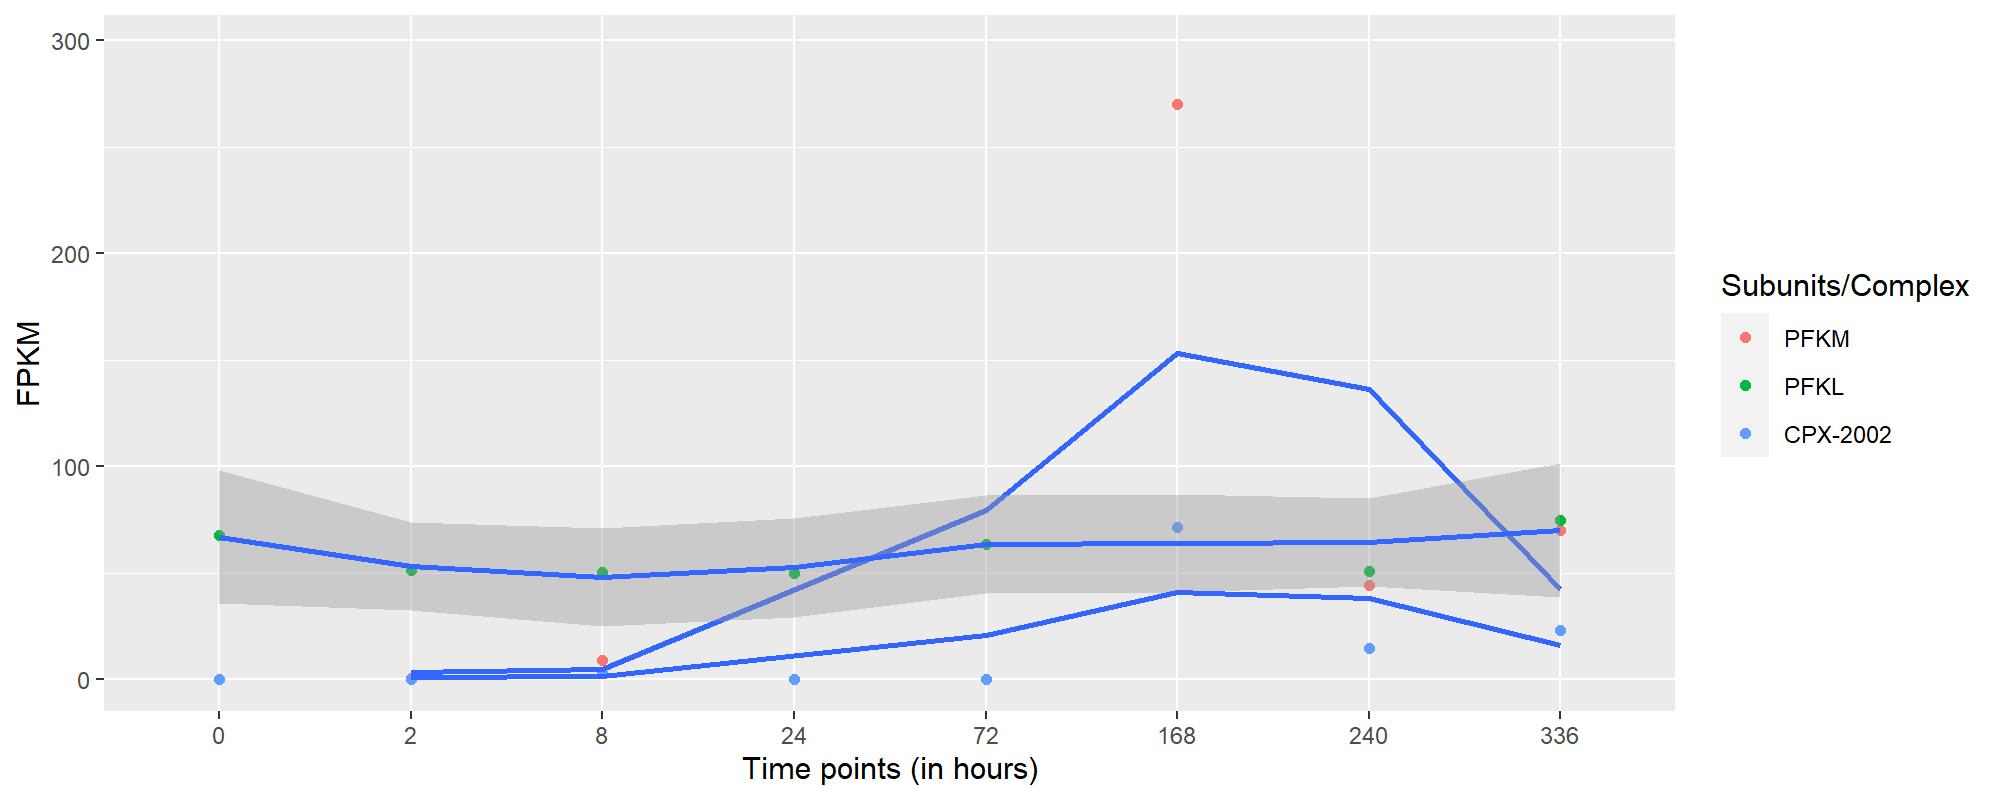 300
200
100
0
FPKM
0 2 8 24 72 168 240 336
Time points (in hours)
Subunits/Complex
PFKM
PFKL
CPX-2002